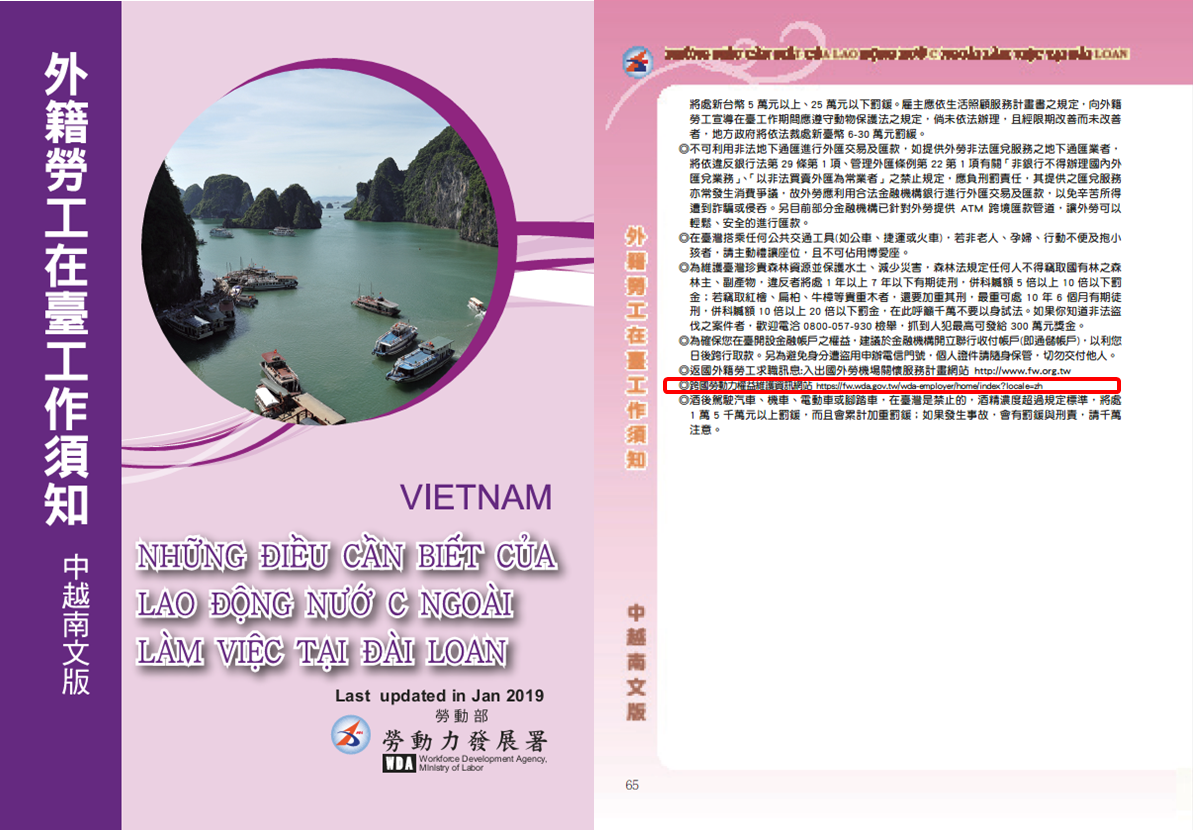 外籍勞工在臺工作須知
中越南文版
VIETNAM
NHỮNG ĐIỀU CẦN BIẾT CỦA
LAO ĐỘNG NƯỚ C NGOÀI
LÀM VIỆC TẠI ĐÀI LOAN
Last updated in Jan 2019
勞動部
勞動力發展署
WDA Workforce Development Agency,
Ministry of Labor
NHỮNG ĐIỀU CẦN BIẾT CỦA LAO ĐỘNG NƯỚ C NGOÀI LÀM VIỆC TẠI ĐÀI LOAN
外籍勞工在臺工作須知
中越南文版
將處新台幣 5 萬元以上、25 萬元以下罰鍰。雇主應依生活照顧服務計畫書之規定，向外籍
勞工宣導在臺工作期間應遵守動物保護法之規定，倘未依法辦理，且經限期改善而未改善
者，地方政府將依法裁處新臺幣 6-30 萬元罰鍰。
◎不可利用非法地下通匯進行外匯交易及匯款，如提供外勞非法匯兌服務之地下通匯業者，
將依違反銀行法第 29 條第 1 項、管理外匯條例第 22 第 1 項有關「非銀行不得辦理國內外
匯兌業務」、「以非法買賣外匯為常業者」之禁止規定，應負刑罰責任，其提供之匯兌服務
亦常發生消費爭議，故外勞應利用合法金融機構銀行進行外匯交易及匯款，以免辛苦所得
遭到詐騙或侵吞。另目前部分金融機構已針對外勞提供 ATM 跨境匯款管道，讓外勞可以
輕鬆、安全的進行匯款。
◎在臺灣搭乘任何公共交通工具(如公車、捷運或火車)，若非老人、孕婦、行動不便及抱小
孩者，請主動禮讓座位，且不可佔用博愛座。
◎為維護臺灣珍貴森林資源並保護水土、減少災害，森林法規定任何人不得竊取國有林之森
林主、副產物，違反者將處 1 年以上 7 年以下有期徒刑，併科贓額 5 倍以上 10 倍以下罰
金；若竊取紅檜、扁柏、牛樟等貴重木者，還要加重其刑，最重可處 10 年 6 個月有期徒
刑，併科贓額 10 倍以上 20 倍以下罰金，在此呼籲千萬不要以身試法。如果你知道非法盜
伐之案件者，歡迎電洽 0800-057-930 檢舉，抓到人犯最高可發給 300 萬元獎金。
◎為確保您在臺開設金融帳戶之權益，建議於金融機構開立聯行收付帳戶(即通儲帳戶)，以利您
日後跨行取款。另為避免身分遭盜用申辦電信門號，個人證件請隨身保管，切勿交付他人。
◎返國外籍勞工求職訊息:入出國外勞機場關懷服務計畫網站 http://www.fw.org.tw
◎跨國勞動力權益維護資訊網站 https://fw.wda.gov.tw/wda-employer/home/index?locale=zh
◎酒後駕駛汽車、機車、電動車或腳踏車，在臺灣是禁止的，酒精濃度超過規定標準，將處
1 萬 5 千萬元以上罰鍰，而且會累計加重罰鍰；如果發生事故，會有罰鍰與刑責，請千萬
注意。
65